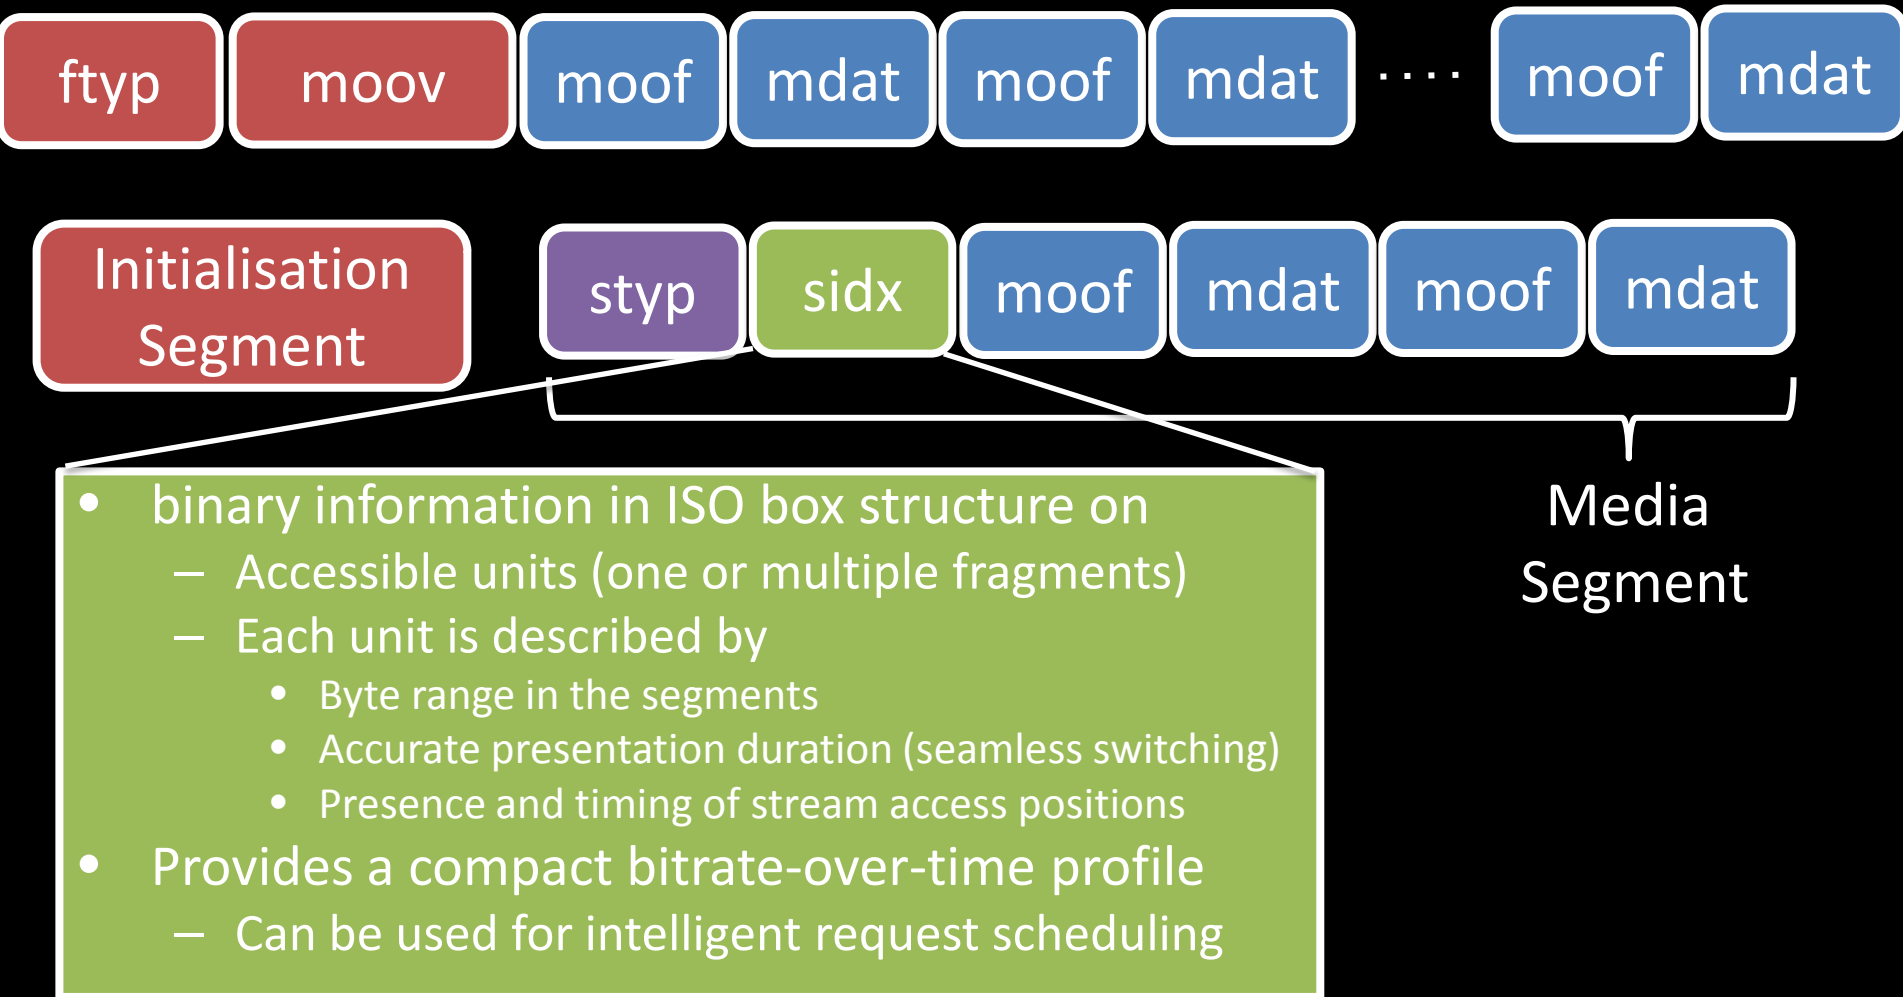 ftyp moov moof mdat moof mdat .... moof mdat
Initialisation
Segment
styp sidx moof mdat moof mdat
• binary information in ISO box structure on
– Accessible units (one or multiple fragments)
– Each unit is described by
• Byte range in the segments
• Accurate presentation duration (seamless switching)
• Presence and timing of stream access positions
• Provides a compact bitrate-over-time profile
– Can be used for intelligent request scheduling
Media
Segment